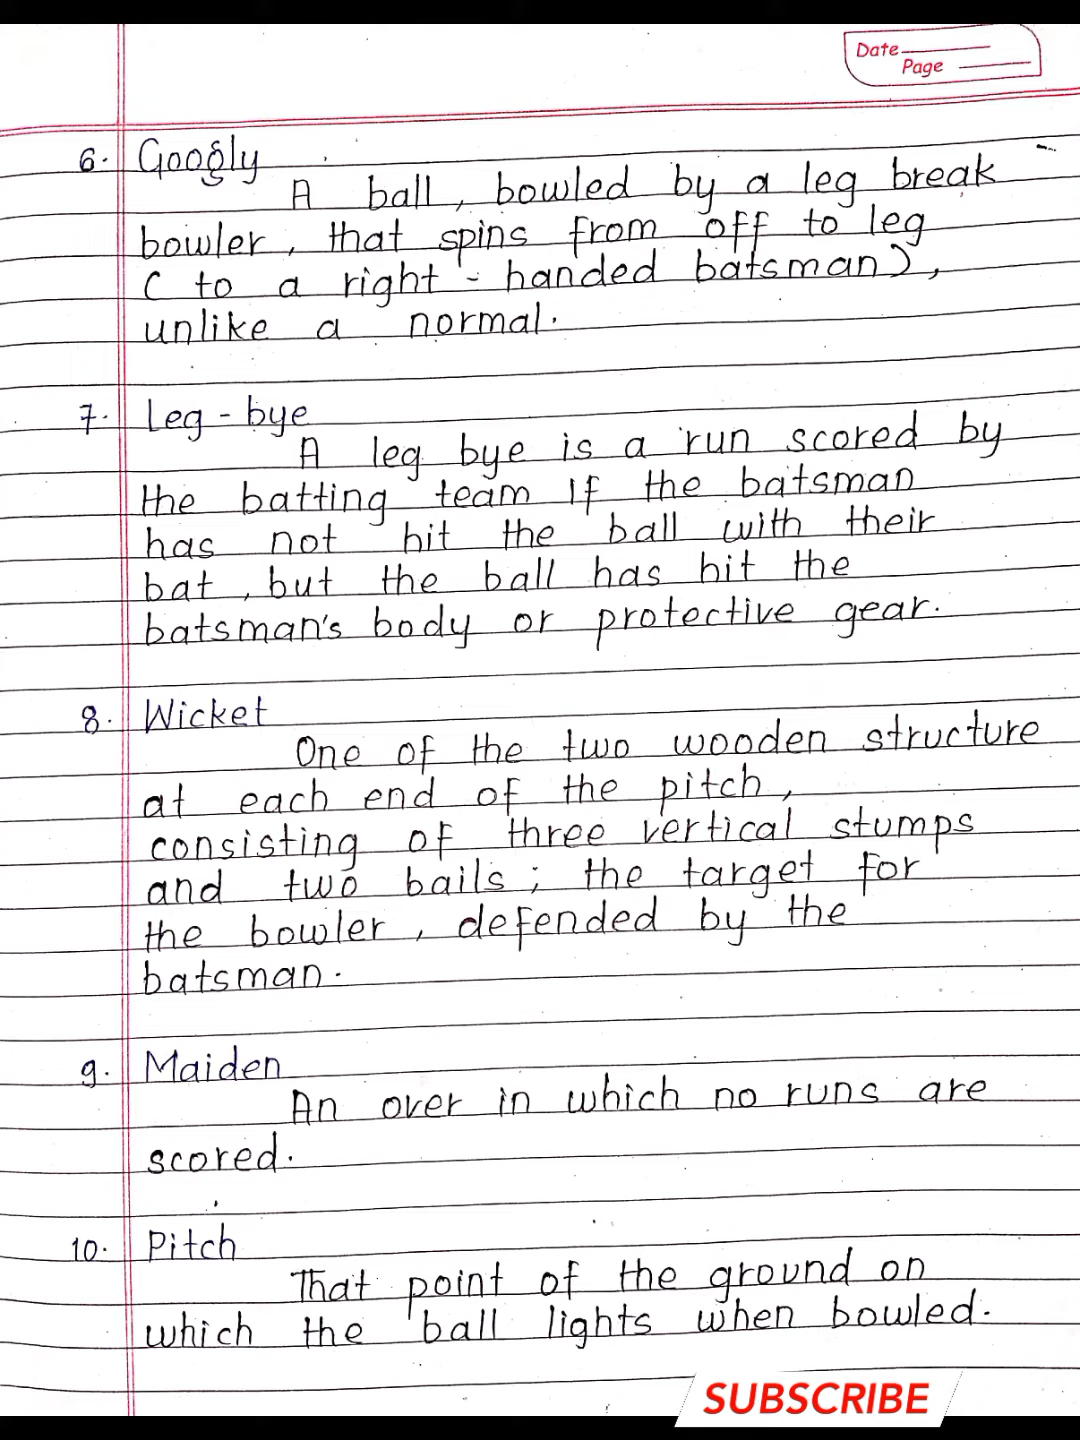 Date
Page
6. Googly
A ball, bowled by a leg break
bowler, that spins from off to leg
( to a right - handed batsman),
unlike a normal.
7. Leg - bye
A leg bye is a run scored by
the batting team If the batsman
has not hit the ball with their
bat, but the ball has hit the
batsman's body or protective gear.
8. Wicket
One of the two wooden structure
at each end of the pitch,
consisting of three vertical stumps
and two bails; the target for
the bowler, defended by the
batsman.
9. Maiden
An over in which no runs are
scored.
10. Pitch
That point of the ground on
which the ball lights when bowled.
SUBSCRIBE